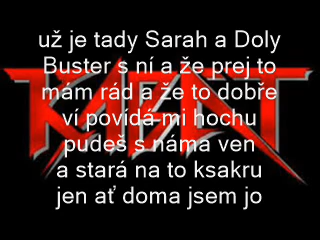 už je tady Sarah a Doly
Buster s ní a že prej to
mám rád a že to dobře
ví povídá mi hochu
pudeš s náma ven
a stará na to ksakru
jen ať doma jsem jo
KABÁT